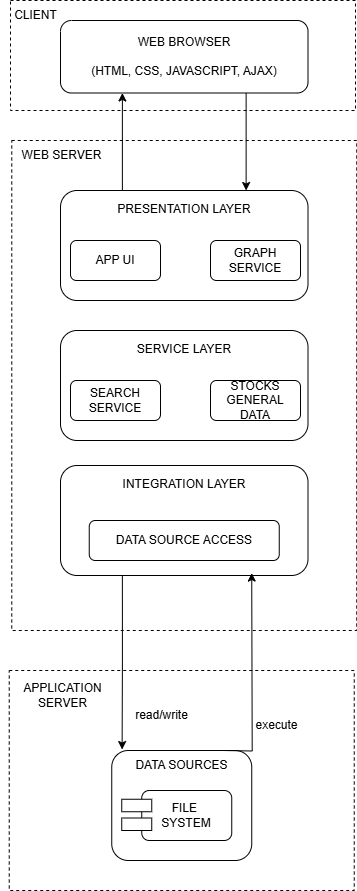 CLIENT
WEB BROWSER
(HTML, CSS, JAVASCRIPT, AJAX)
WEB SERVER
PRESENTATION LAYER
APP UI
GRAPH
SERVICE
SERVICE LAYER
SEARCH
SERVICE
STOCKS
GENERAL
DATA
INTEGRATION LAYER
DATA SOURCE ACCESS
APPLICATION
SERVER
read/write
execute
DATA SOURCES
FILE
SYSTEM